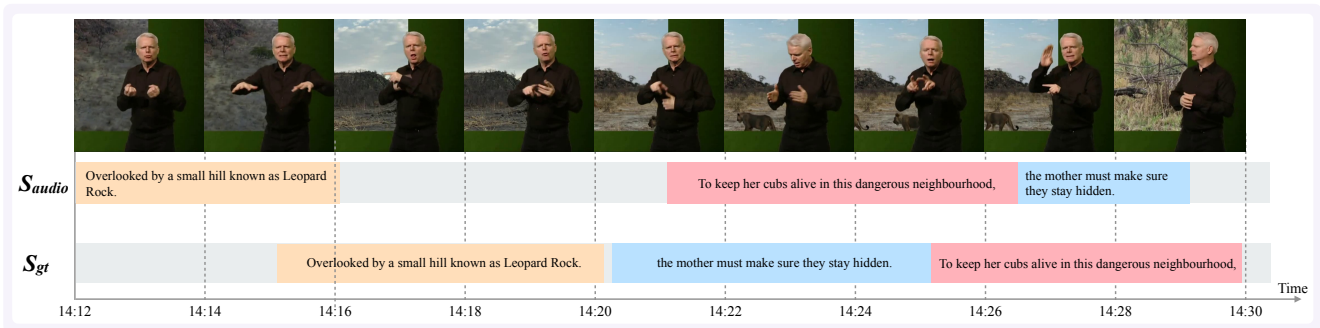 S_audio
Overlooked by a small hill known as Leopard
Rock.
To keep her cubs alive in this dangerous neighbourhood,
the mother must make sure
they stay hidden.
S_gt
Overlooked by a small hill known as Leopard Rock.
the mother must make sure they stay hidden.
To keep her cubs alive in this dangerous neighbourhood,
Time
14:12 14:14 14:16 14:18 14:20 14:22 14:24 14:26 14:28 14:30